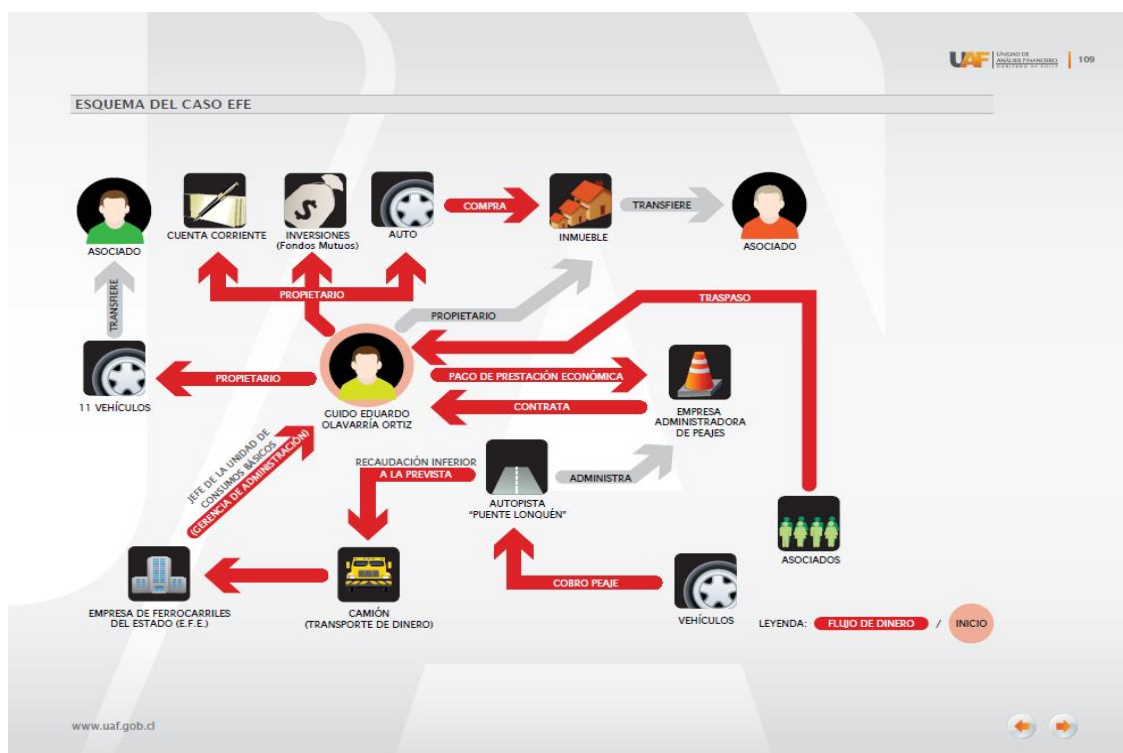 UAF UNIDAD DE
ANÁLISIS FINANCIERO
GOBIERNO DE CHILE
109
ESQUEMA DEL CASO EFE
ASOCIADO
CUENTA CORRIENTE
INVERSIONES
(Fondos Mutuos)
AUTO
COMPRA
INMUEBLE
TRANSFIERE
ASOCIADO
TRANSFIERE
PROPIETARIO
PROPIETARIO
TRASPASO
11 VEHÍCULOS
PROPIETARIO
GUIDO EDUARDO
OLAVARRÍA ORTIZ
PAGO DE PRESTACIÓN ECONÓMICA
CONTRATA
EMPRESA
ADMINISTRADORA
DE PEAJES
JEFE DE LA UNIDAD DE
CONSUMOS BÁSICOS
(GERENCIA DE ADMINISTRACIÓN)
RECAUDACIÓN INFERIOR
A LA PREVISTA
AUTOPISTA
"PUENTE LONQUÉN"
ADMINISTRA
ASOCIADOS
EMPRESA DE FERROCARRILES
DEL ESTADO (E.F.E.)
CAMIÓN
(TRANSPORTE DE DINERO)
COBRO PEAJE
VEHÍCULOS
LEYENDA: FLUJO DE DINERO / INICIO
www.uaf.gob.cl